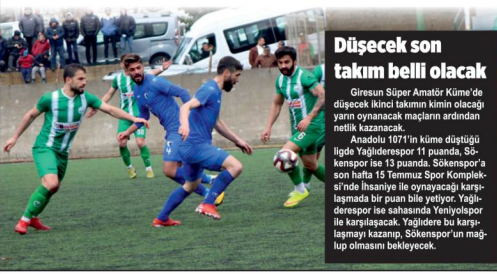 Düşecek son
takım belli olacak
Giresun Süper Amatör Küme'de
düşecek ikinci takımın kimin olacağı
yarın oynanacak maçların ardından
netlik kazanacak.
Anadolu 1071'in küme düştüğü
ligde Yağlıderespor 11 puanda, Sö-
kenspor ise 13 puanda. Sökenspor'a
son hafta 15 Temmuz Spor Komplek-
si'nde İhsaniye ile oynayacağı karşı-
laşmada bir puan bile yetiyor. Yağlı-
derespor ise sahasında Yeniyolspor
ile karşılaşacak. Yağlıdere bu karşı-
laşmayı kazanıp, Sökenspor'un mağ-
lup olmasını bekleyecek.